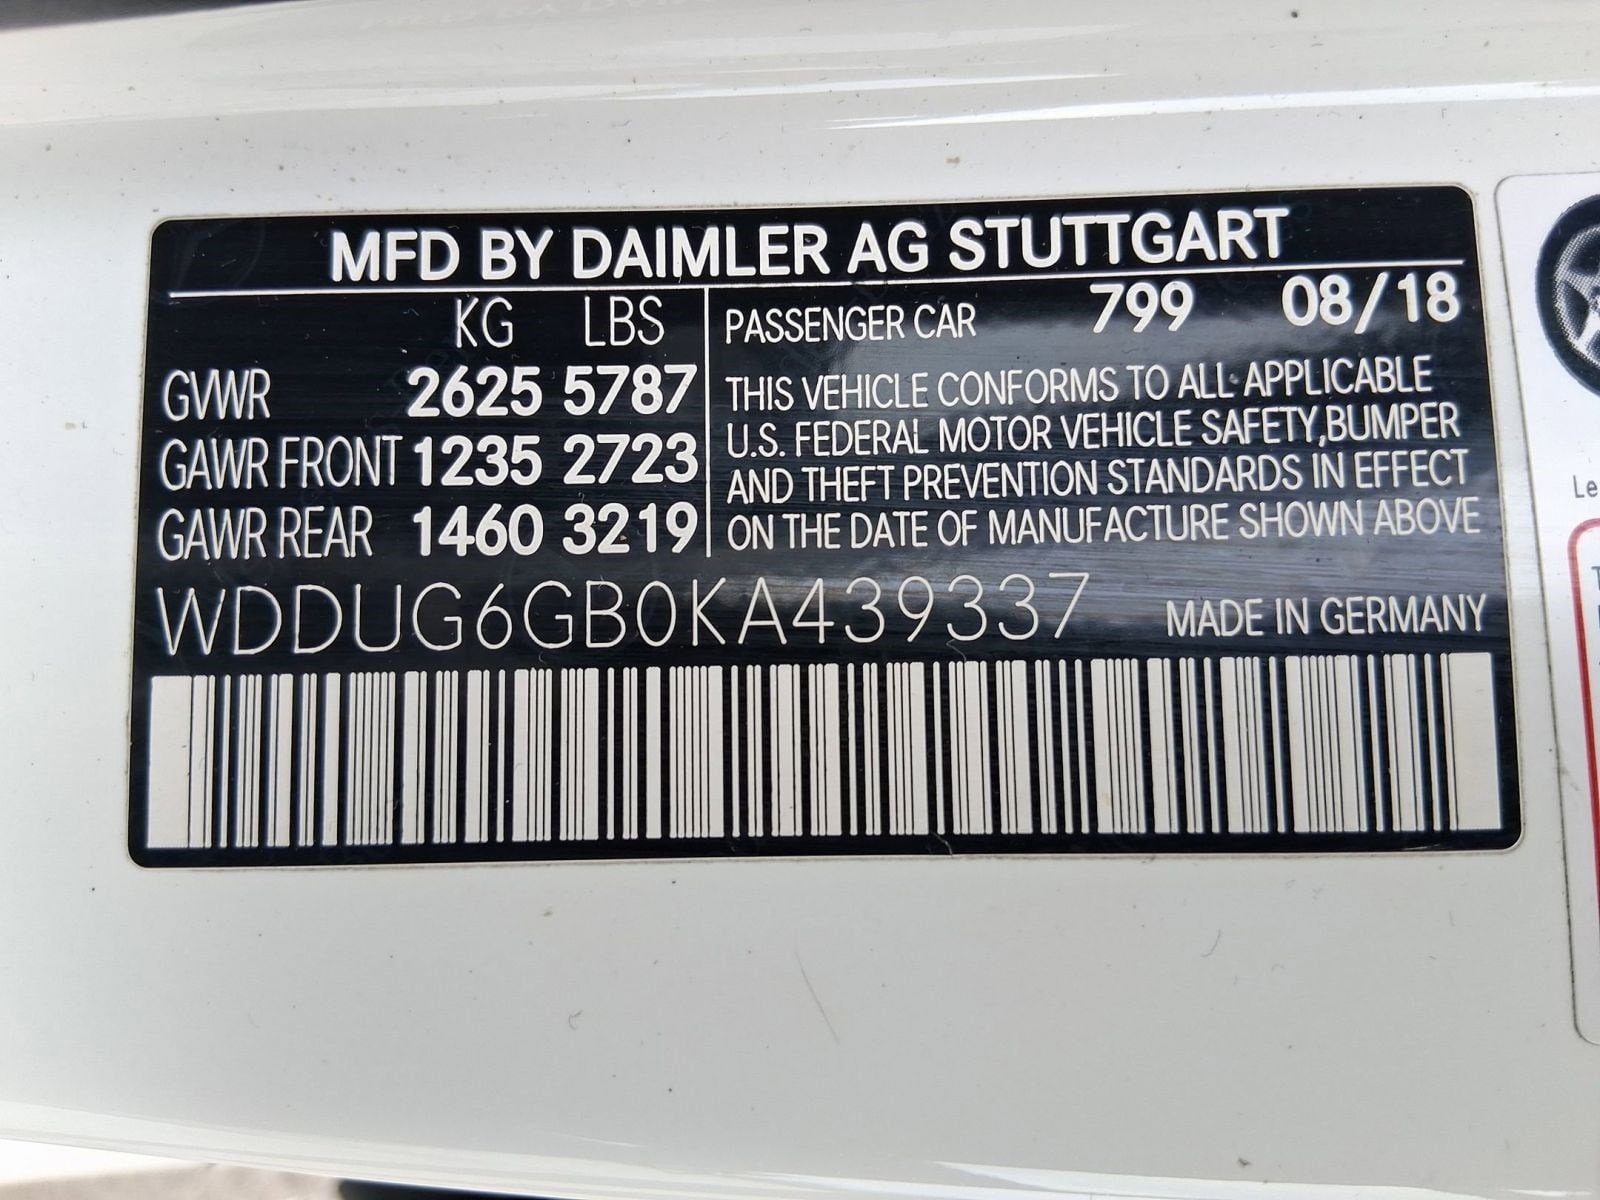 MFD BY DAIMLER AG STUTTGART
KG LBS
GVWR 2625 5787
GAWR FRONT 1235 2723
GAWR REAR 1460 3219
PASSENGER CAR 799 08/18
THIS VEHICLE CONFORMS TO ALL APPLICABLE
U.S. FEDERAL MOTOR VEHICLE SAFETY,BUMPER
AND THEFT PREVENTION STANDARDS IN EFFECT
ON THE DATE OF MANUFACTURE SHOWN ABOVE
WDDUG6GB0KA439337 MADE IN GERMANY